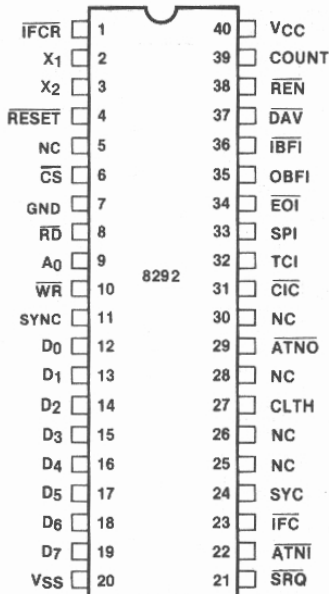 IFCR 1 40 VCC
X1 2 39 COUNT
X2 3 38 REN
RESET 4 37 DAV
NC 5 36 IBFI
CS 6 35 OBFI
GND 7 34 EOI
RD 8 33 SPI
A0 9 32 TCI
8292
WR 10 31 CIC
SYNC 11 30 NC
D0 12 29 ATNO
D1 13 28 NC
D2 14 27 CLTH
D3 15 26 NC
D4 16 25 NC
D5 17 24 SYC
D6 18 23 IFC
D7 19 22 ATNI
VSS 20 21 SRQ